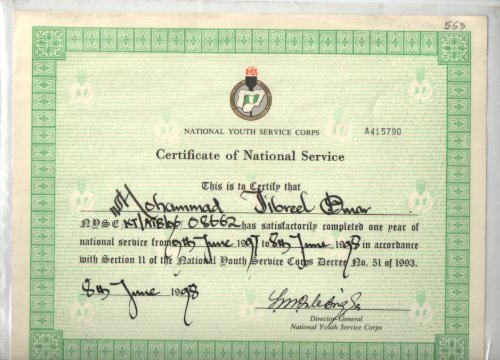 553
NATIONAL YOUTH SERVICE CORPS A415790
Certificate of National Service
This is to Certify that
Mohammad Jibreel Omar
NYSC 08662 has satisfactorily completed one year of
national service from 9th June 1997 to 8th June 1998 in accordance
with Section 11 of the National Youth Service Corps Decree No. 51 of 1993.
8th June 1998
Director-General
National Youth Service Corps